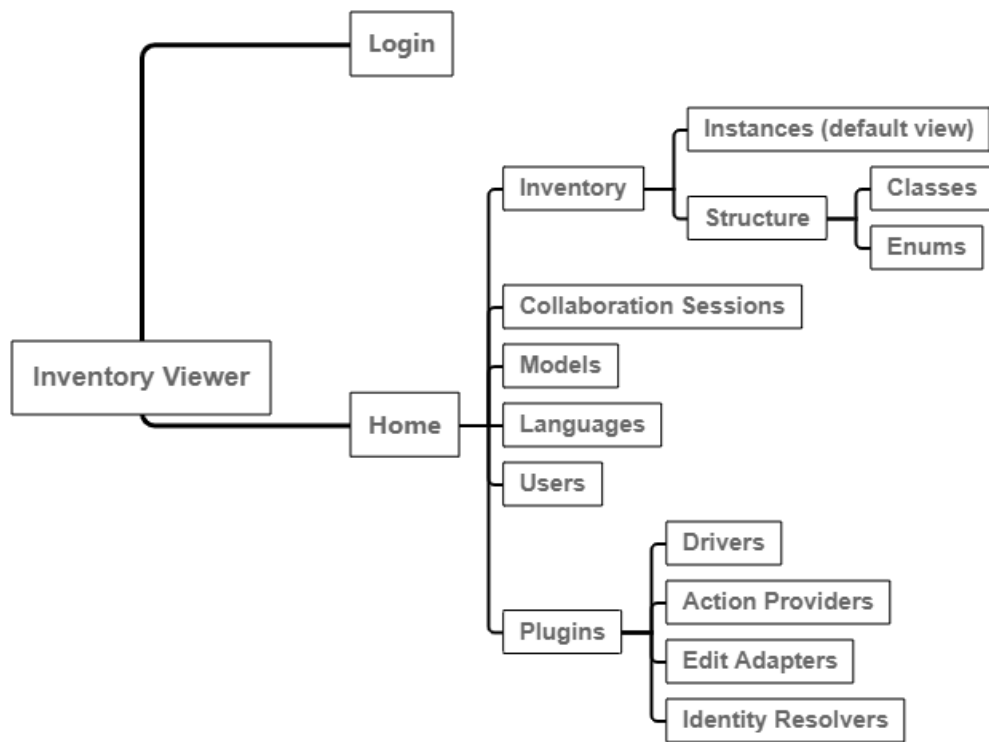 Login
Instances (default view)
Inventory
Classes
Structure
Enums
Collaboration Sessions
Inventory Viewer
Models
Home
Languages
Users
Drivers
Action Providers
Plugins
Edit Adapters
Identity Resolvers